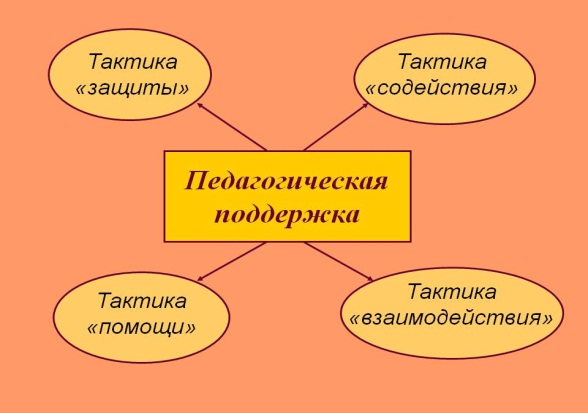 Тактика
«защиты»
Тактика
«содействия»
Педагогическая
поддержка
Тактика
«помощи»
Тактика
«взаимодействия»